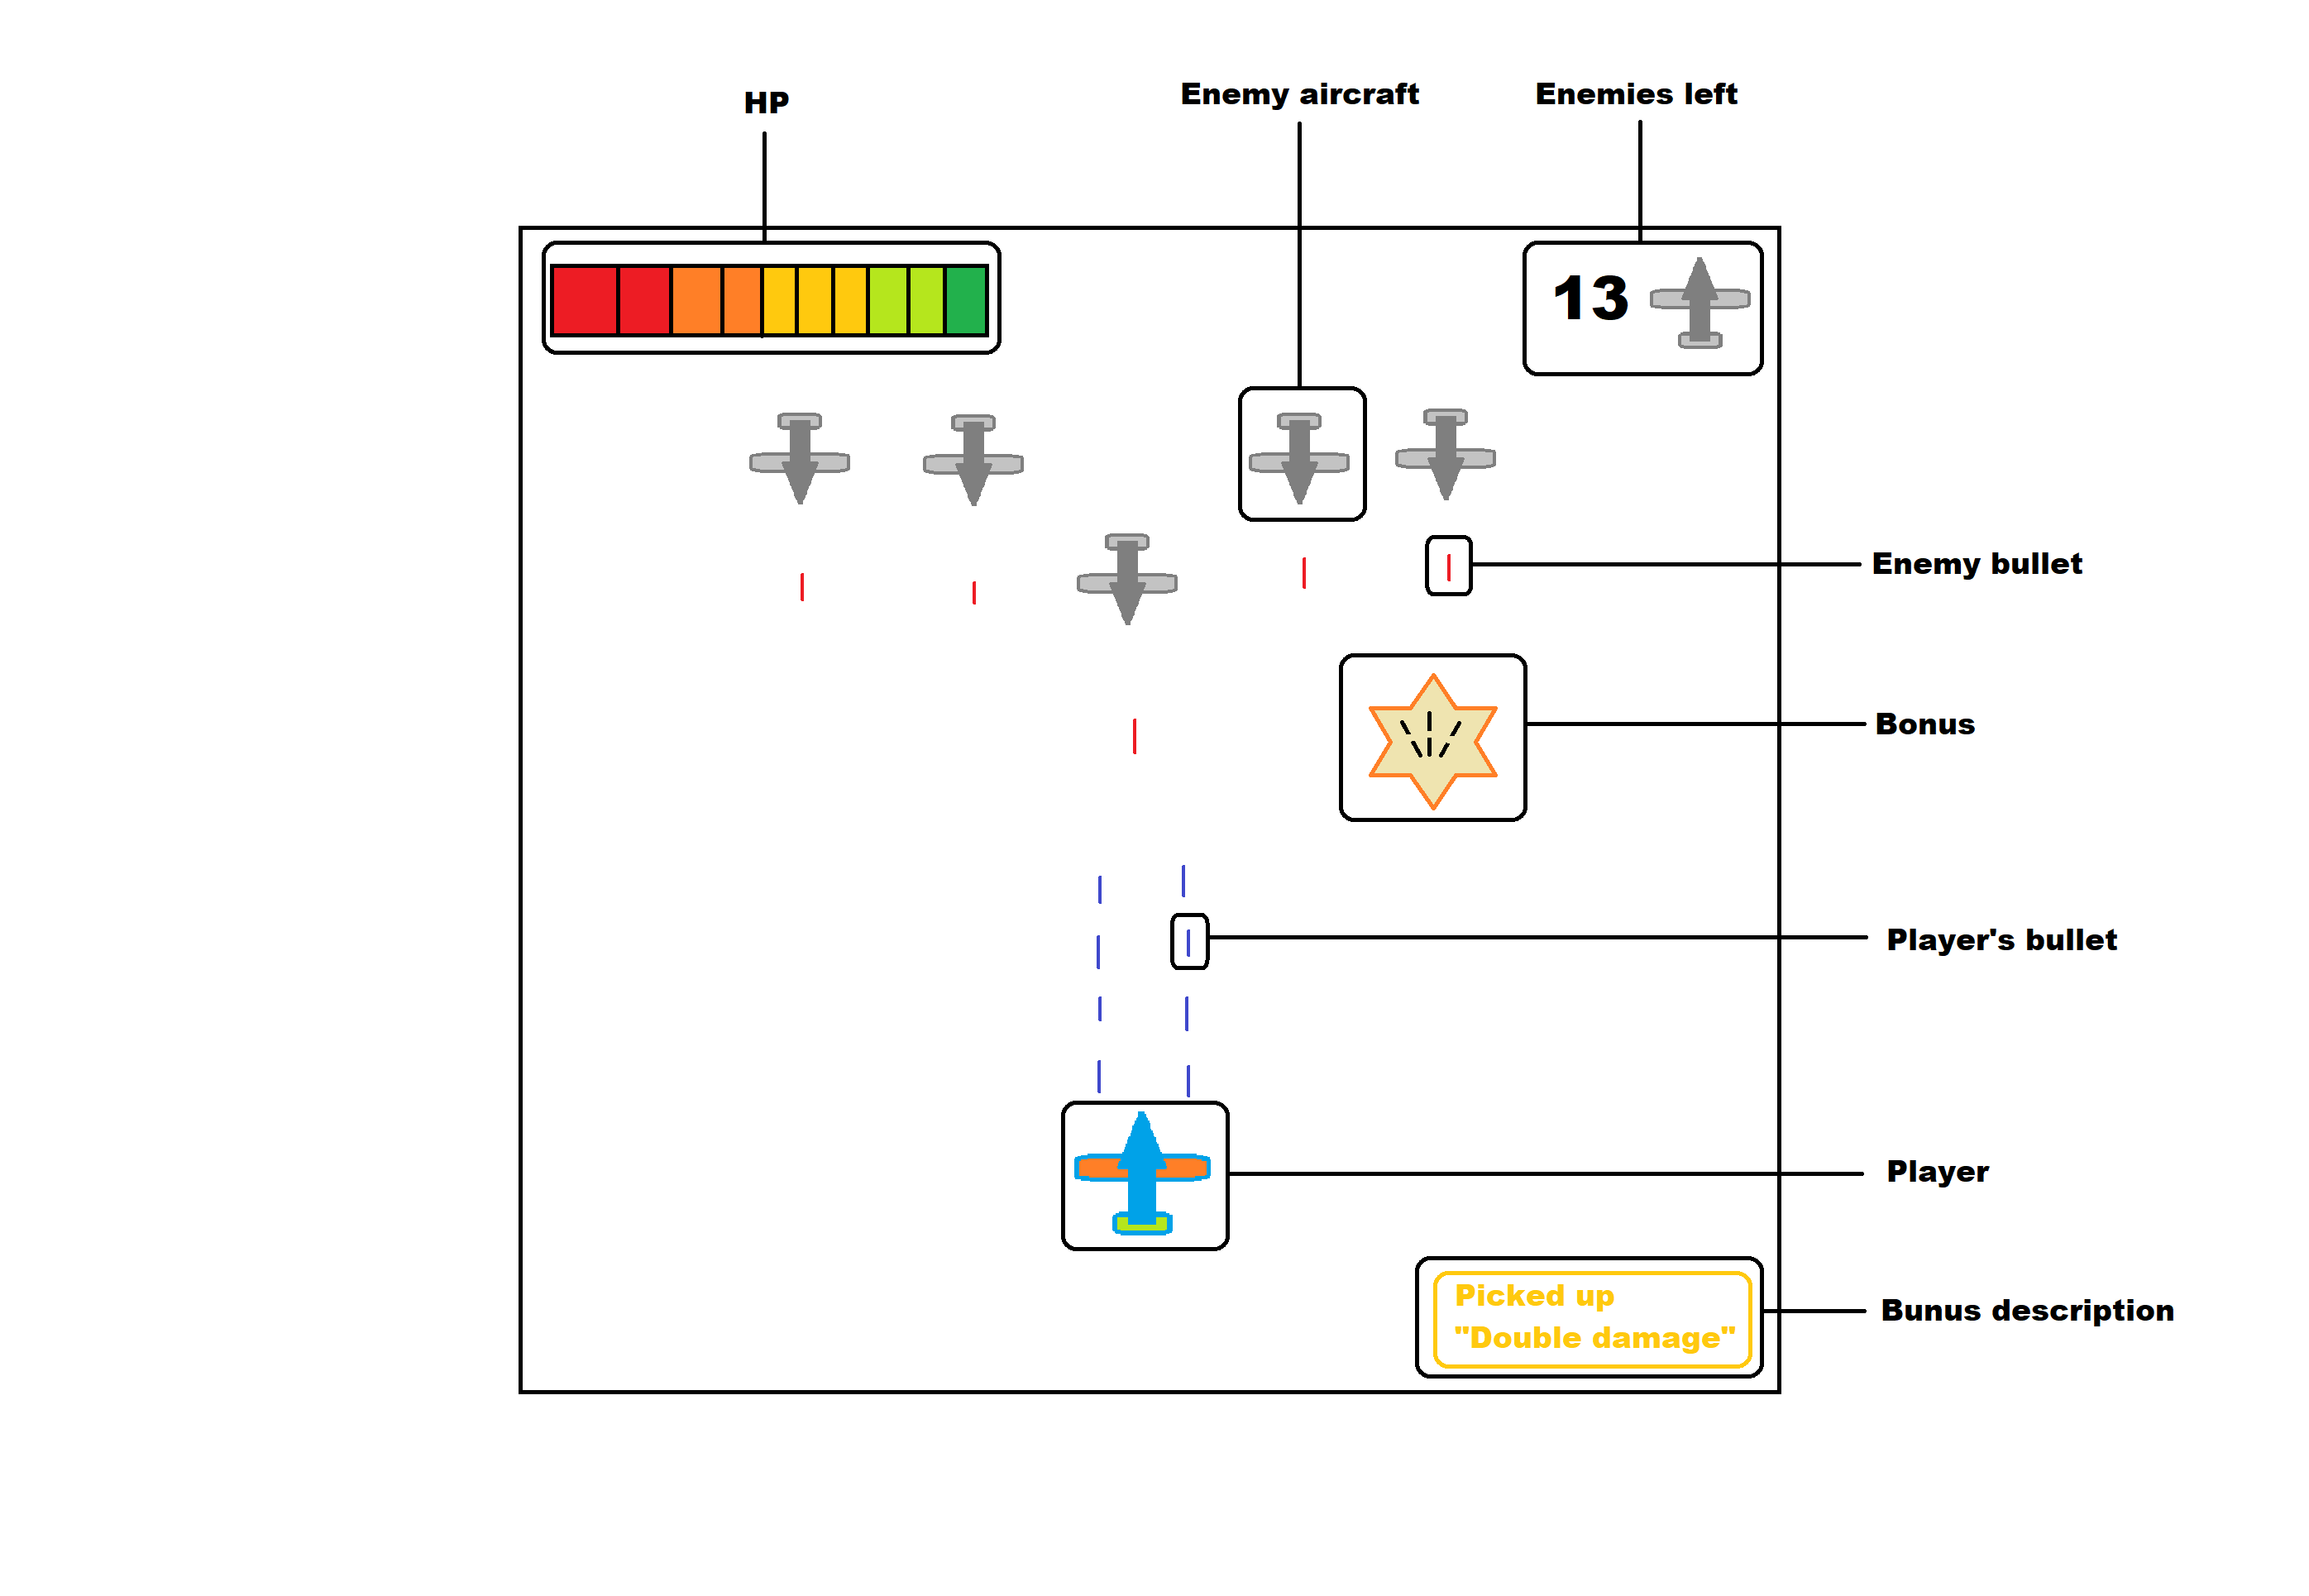 HP
Enemy aircraft
Enemies left
13
Enemy bullet
Bonus
Player's bullet
Player
Picked up
"Double damage"
Bunus description